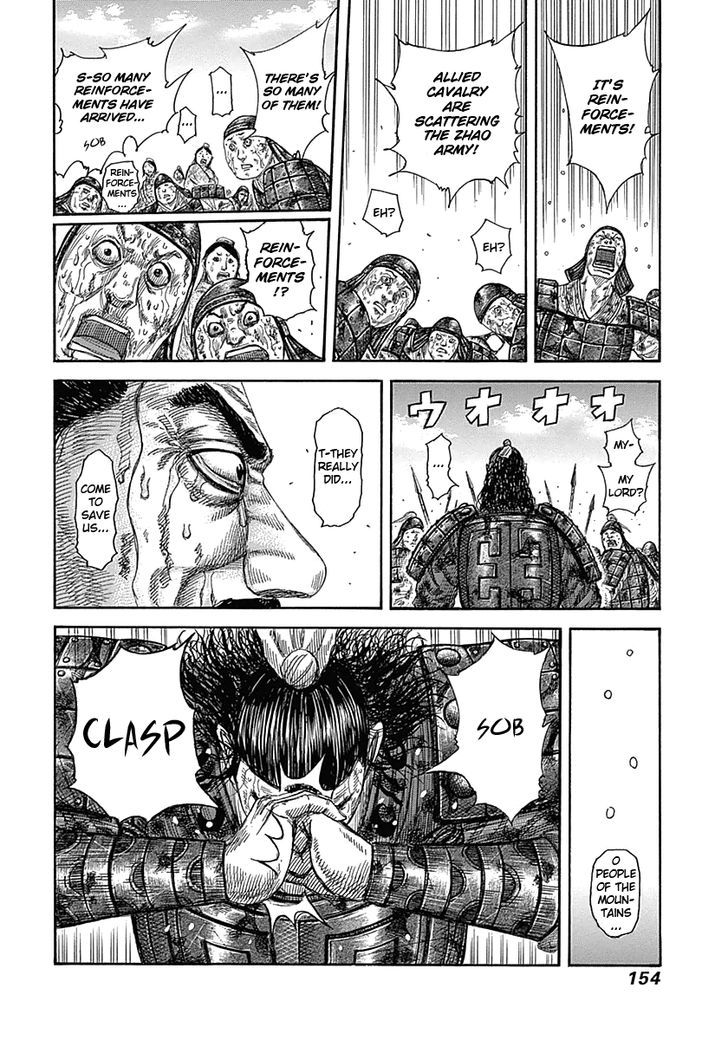 IT'S
REIN-
FORCE-
MENTS!
ALLIED
CAVALRY
ARE
SCATTERING
THE ZHAO
ARMY!
EH?
EH?
THERE'S
SO MANY
OF THEM!
...
...
S-SO MANY
REINFORCE-
MENTS HAVE
ARRIVED...
SOB
REIN-
FORCE-
MENTS
...
REIN-
FORCE-
MENTS
!?
ウオオオ
MY-
MY
LORD?
...
T-THEY
REALLY
DID...
COME
TO
SAVE
US...
O
PEOPLE
OF THE
MOUN-
TAINS
...
SOB
CLASP
154